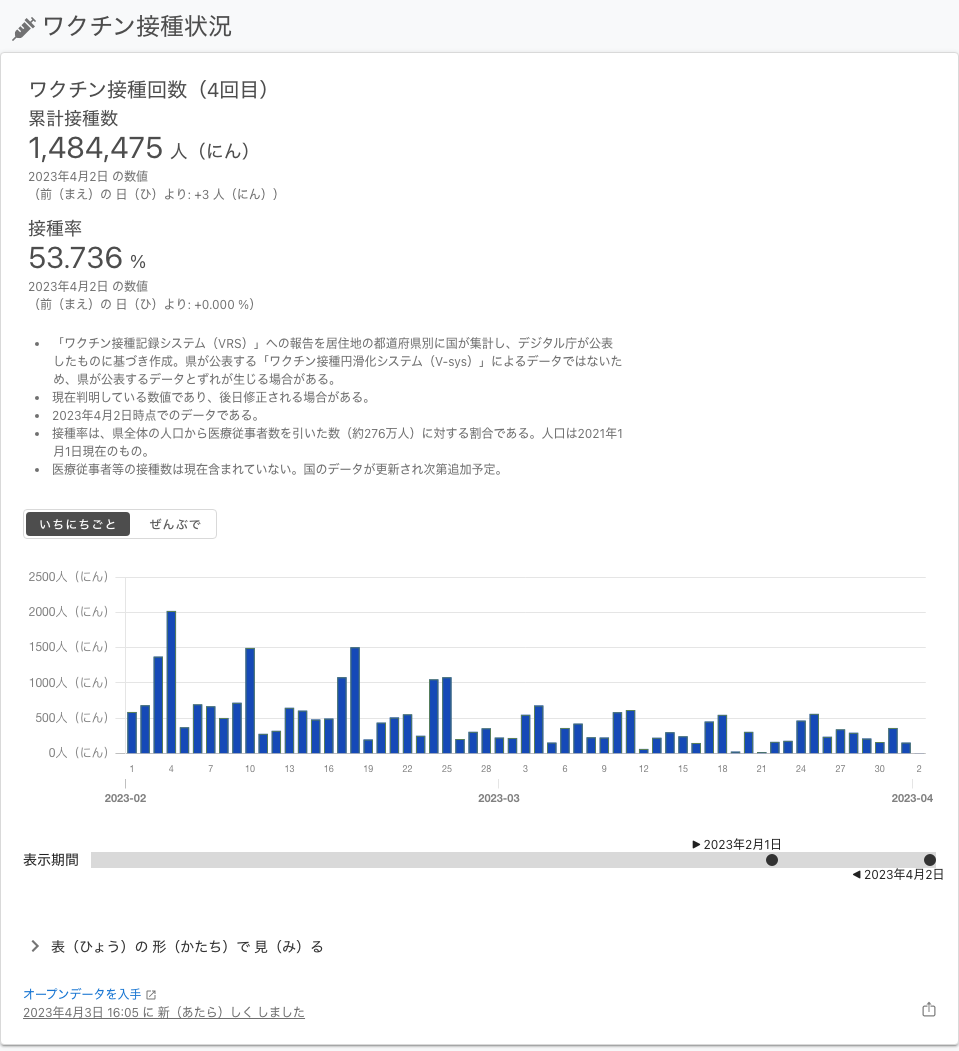 ワクチン接種状況
ワクチン接種回数（4回目）
累計接種数
1,484,475 人（にん）
2023年4月2日 の数値
（前（まえ）の 日（ひ）より: +3 人（にん））
接種率
53.736 %
2023年4月2日 の数値
（前（まえ）の 日（ひ）より: +0.000 %）
• 「ワクチン接種記録システム（VRS）」への報告を居住地の都道府県別に国が集計し、デジタル庁が公表
したものに基づき作成。県が公表する「ワクチン接種円滑化システム（V-sys）」によるデータではないた
め、県が公表するデータとずれが生じる場合がある。
• 現在判明している数値であり、後日修正される場合がある。
• 2023年4月2日時点でのデータである。
• 接種率は、県全体の人口から医療従事者数を引いた数（約276万人）に対する割合である。人口は2021年1
月1日現在のもの。
• 医療従事者等の接種数は現在含まれていない。国のデータが更新され次第追加予定。
いちにちごと ぜんぶで
2500人（にん）
2000人（にん）
1500人（にん）
1000人（にん）
500人（にん）
0人（にん）
1 4 7 10 13 16 19 22 25 28 3 6 9 12 15 18 21 24 27 30 2
2023-02 2023-03 2023-04
2023年2月1日
表示期間
2023年4月2日
表（ひょう）の 形（かたち）で 見（み）る
オープンデータを入手
2023年4月3日 16:05 に 新（あたら）しく しました